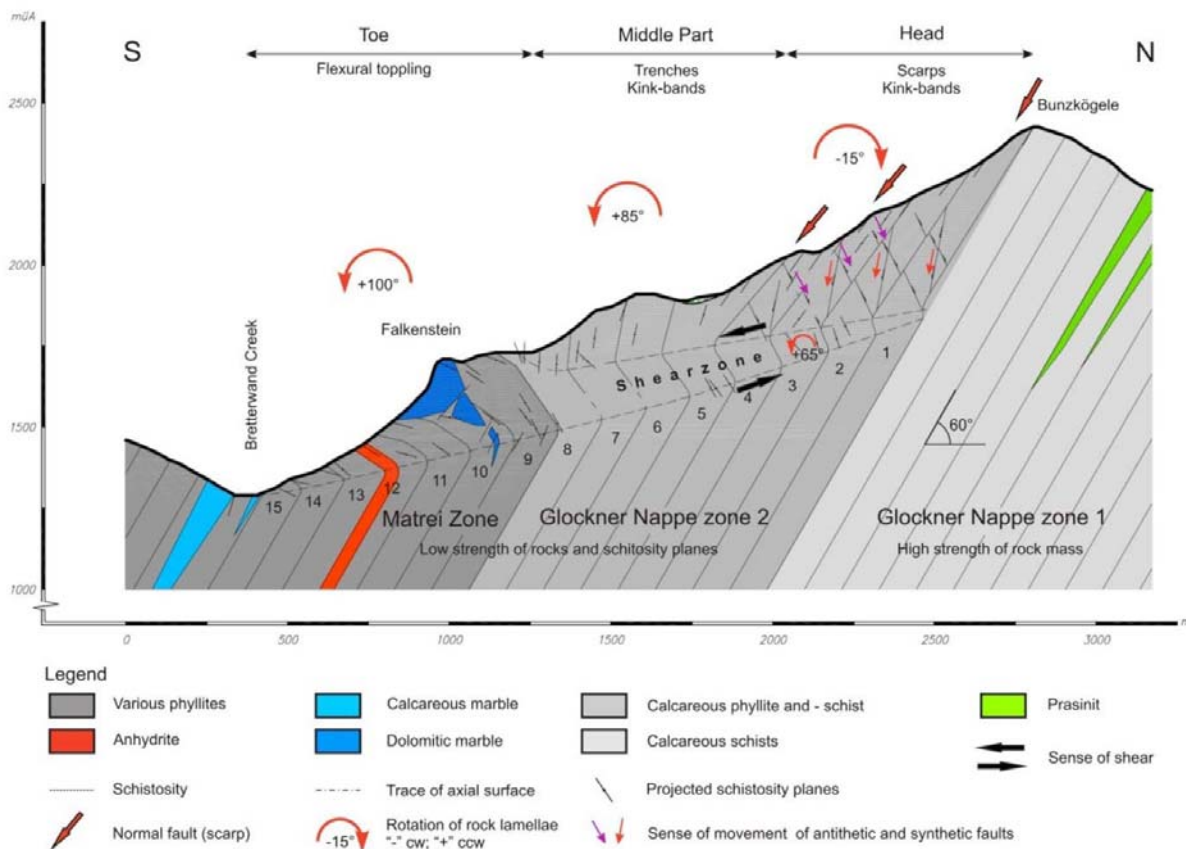 müA
S
Toe
Flexural toppling
Middle Part
Trenches
Kink-bands
Head
Scarps
Kink-bands
N
Bunzkögele
2500
2000
1500
1000
-15°
+85°
+100°
Falkenstein
Bretterwand Creek
Shearzone
+65°
1
2
3
4
5
6
7
8
9
10
11
12
13
14
15
60°
Matrei Zone
Low strength of rocks and schitosity planes
Glockner Nappe zone 2
Glockner Nappe zone 1
High strength of rock mass
0
500
1000
1500
2000
2500
3000
Legend
Various phyllites
Calcareous marble
Calcareous phyllite and - schist
Prasinit
Anhydrite
Dolomitic marble
Calcareous schists
Sense of shear
Schistosity
Trace of axial surface
Projected schistosity planes
Normal fault (scarp)
-15°
Rotation of rock lamellae
"-" cw; "+" ccw
Sense of movement of antithetic and synthetic faults